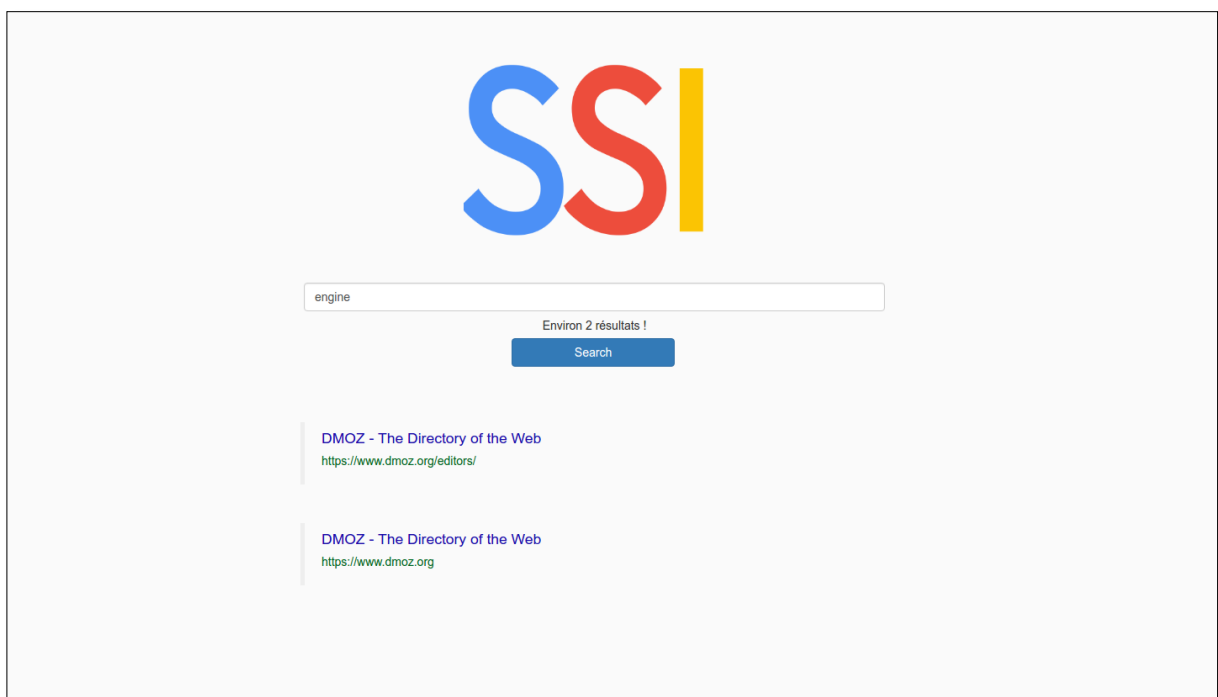 SSI
engine
Environ 2 résultats !
Search
DMOZ - The Directory of the Web
https://www.dmoz.org/editors/
DMOZ - The Directory of the Web
https://www.dmoz.org